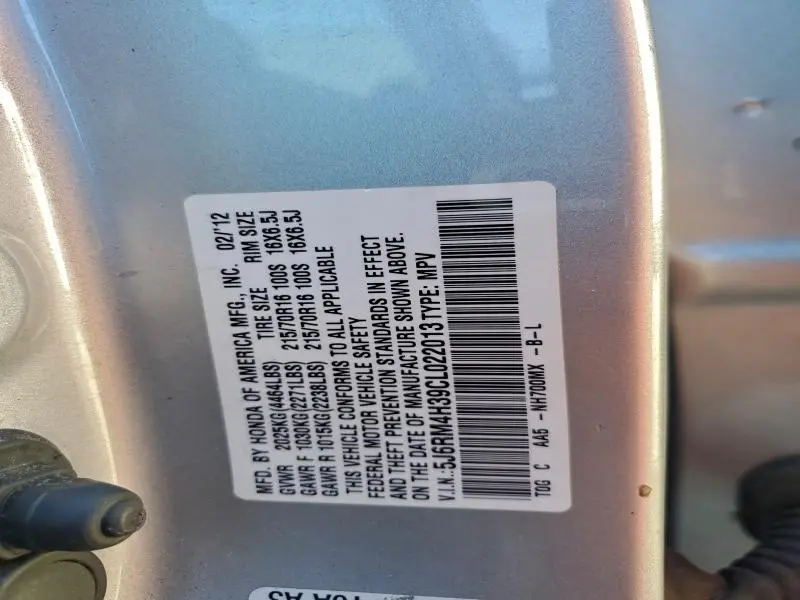 MFD. BY HONDA OF AMERICA MFG., INC. 02/12
GVWR 2025KG(4464LBS) TIRE SIZE RIM SIZE
GAWR F 1030KG(2271LBS) 215/70R16 100S 16X6.5J
GAWR R 1015KG(2238LBS) 215/70R16 100S 16X6.5J
THIS VEHICLE CONFORMS TO ALL APPLICABLE
FEDERAL MOTOR VEHICLE SAFETY
AND THEFT PREVENTION STANDARDS IN EFFECT
ON THE DATE OF MANUFACTURE SHOWN ABOVE.
V.I.N.:5J6RM4H39CL022013 TYPE: MPV
TOG C AA5 -NH700MX -B-L